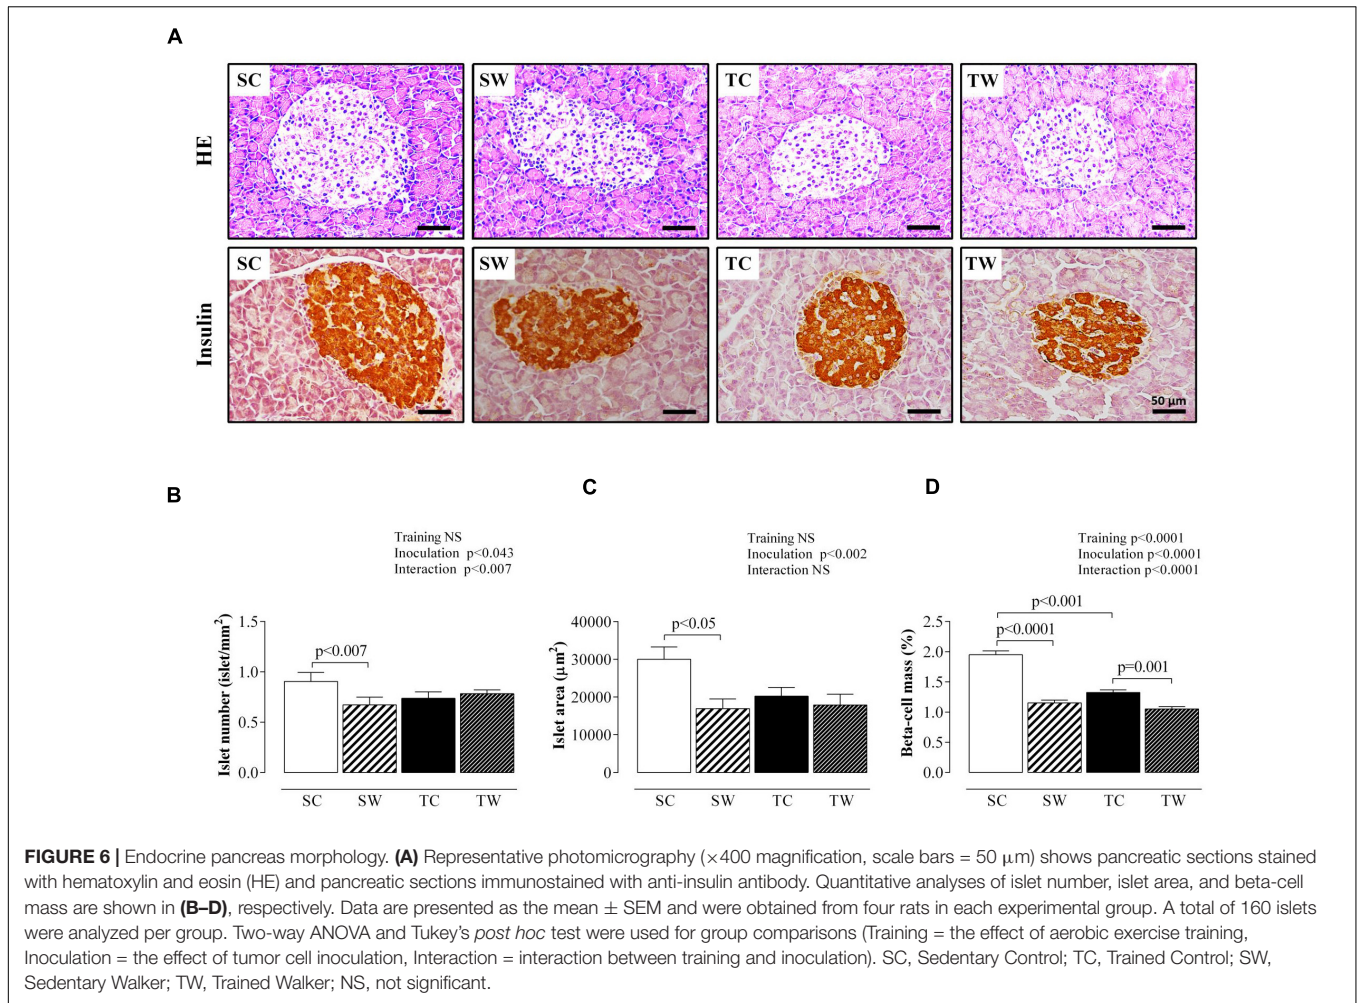 A
SC
SW
TC
TW
HE
SC
SW
TC
TW
Insulin
50 μm
B
C
D
Training NS
Inoculation p<0.043
Interaction p<0.007
Training NS
Inoculation p<0.002
Interaction NS
Training p<0.0001
Inoculation p<0.0001
Interaction p<0.0001
Islet number (islet/mm²)
1.5
1.0
0.5
0.0
p<0.007
SC SW TC TW
Islet area (μm²)
40000
30000
20000
10000
0
p<0.05
SC SW TC TW
Beta-cell mass (%)
2.5
2.0
1.5
1.0
0.5
0.0
p<0.001
p<0.0001
p=0.001
SC SW TC TW
FIGURE 6 | Endocrine pancreas morphology. (A) Representative photomicrography (×400 magnification, scale bars = 50 μm) shows pancreatic sections stained
with hematoxylin and eosin (HE) and pancreatic sections immunostained with anti-insulin antibody. Quantitative analyses of islet number, islet area, and beta-cell
mass are shown in (B–D), respectively. Data are presented as the mean ± SEM and were obtained from four rats in each experimental group. A total of 160 islets
were analyzed per group. Two-way ANOVA and Tukey's post hoc test were used for group comparisons (Training = the effect of aerobic exercise training,
Inoculation = the effect of tumor cell inoculation, Interaction = interaction between training and inoculation). SC, Sedentary Control; TC, Trained Control; SW,
Sedentary Walker; TW, Trained Walker; NS, not significant.